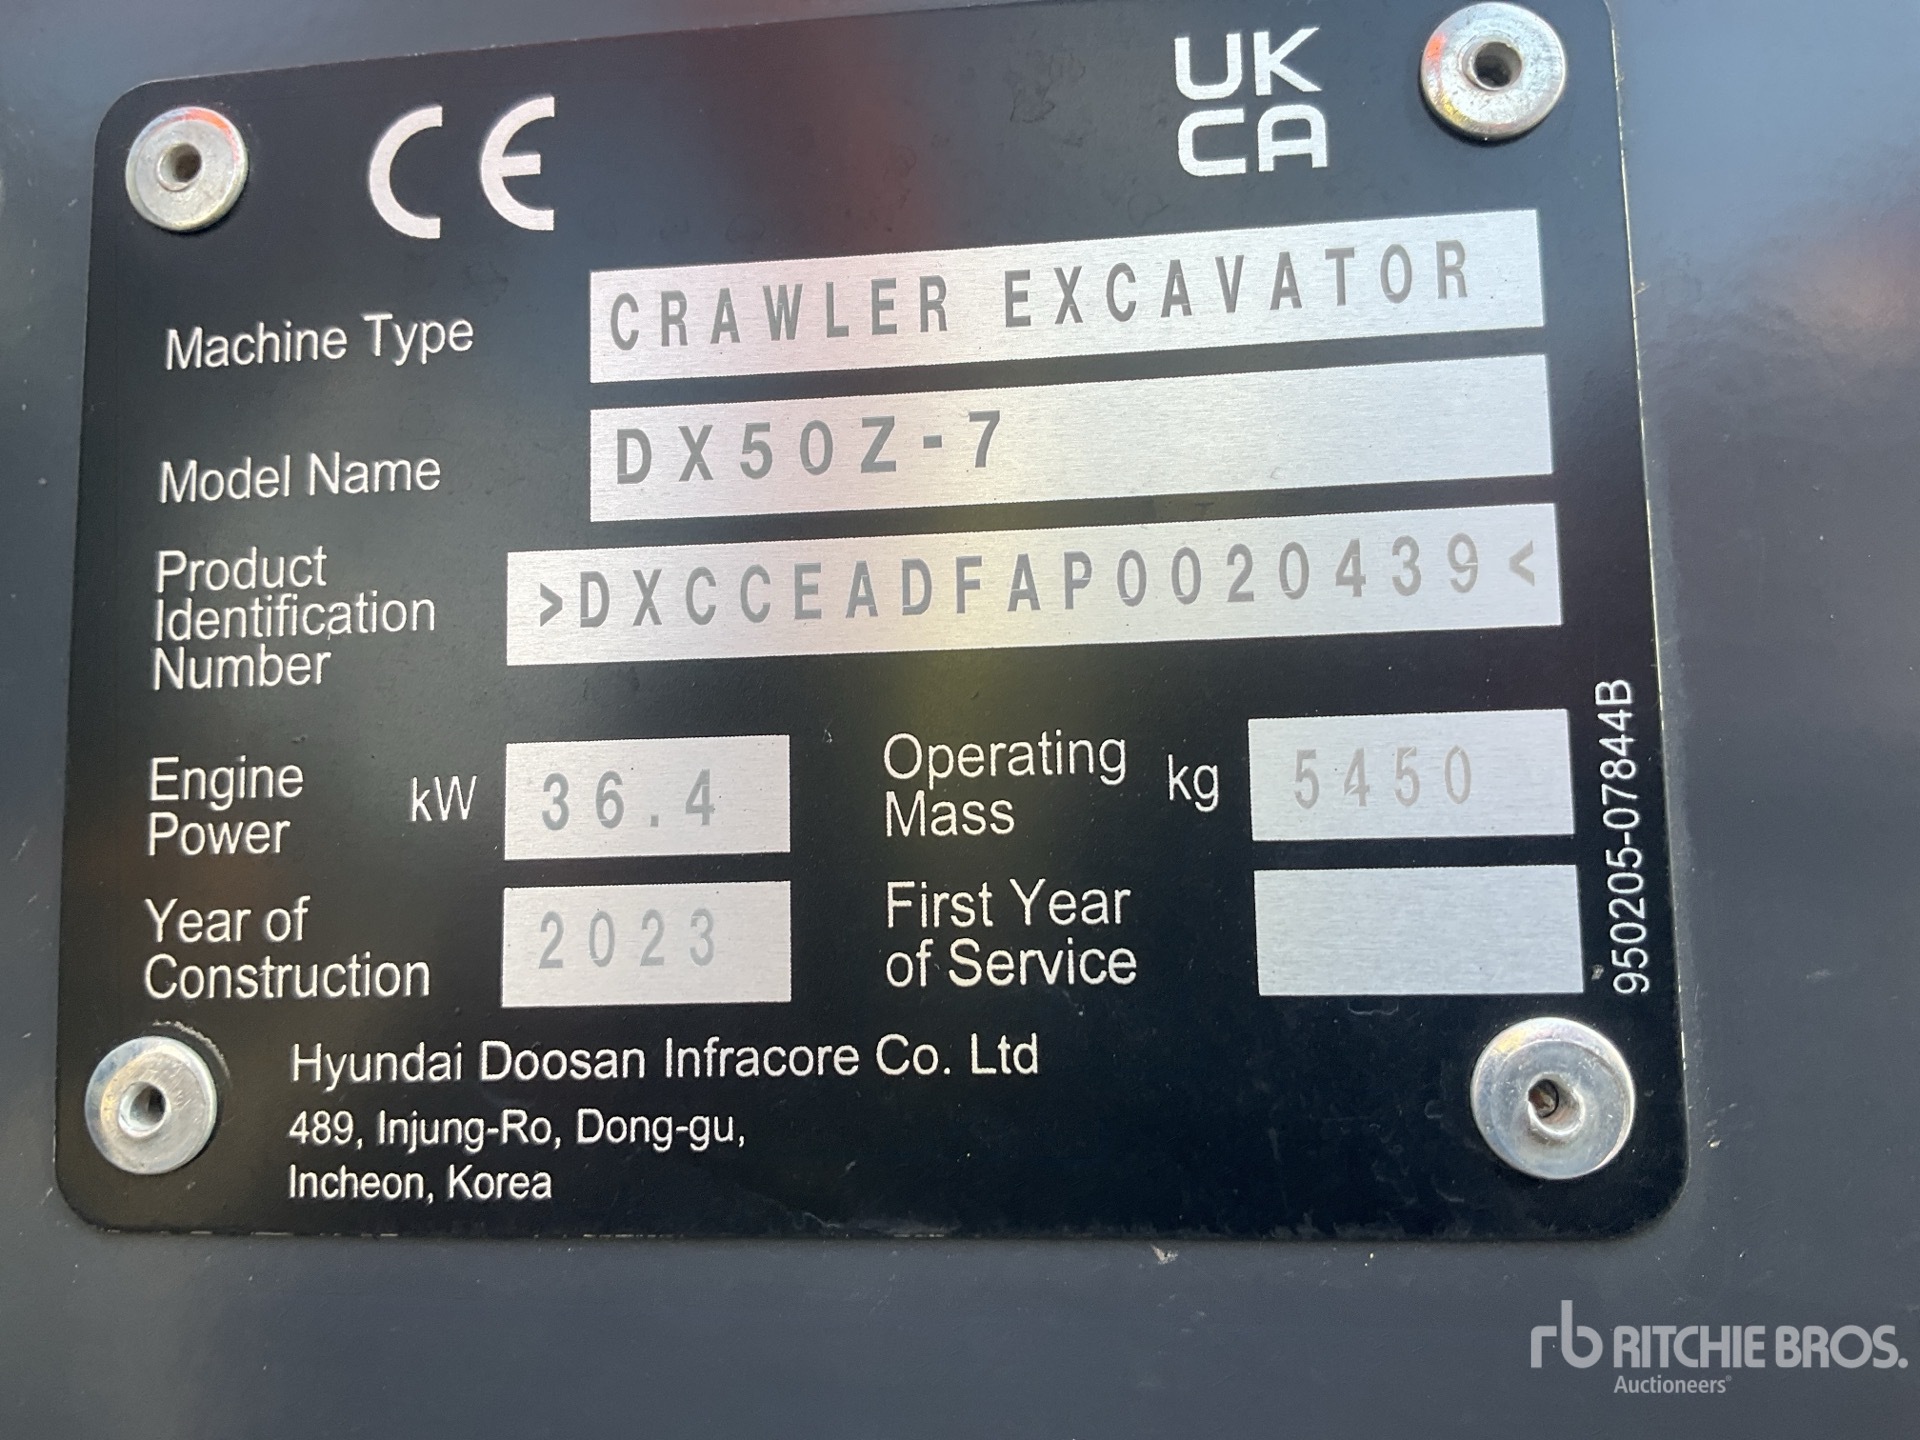 CE
UK
CA
Machine Type CRAWLER EXCAVATOR
Model Name DX50Z-7
Product
Identification
Number
>DXCCEADFAP0020439<
Engine
Power
kW 36.4
Operating
Mass
kg 5450
Year of
Construction
2023
First Year
of Service
950205-07844B
Hyundai Doosan Infracore Co. Ltd
489, Injung-Ro, Dong-gu,
Incheon, Korea
rb RITCHIE BROS.
Auctioneers